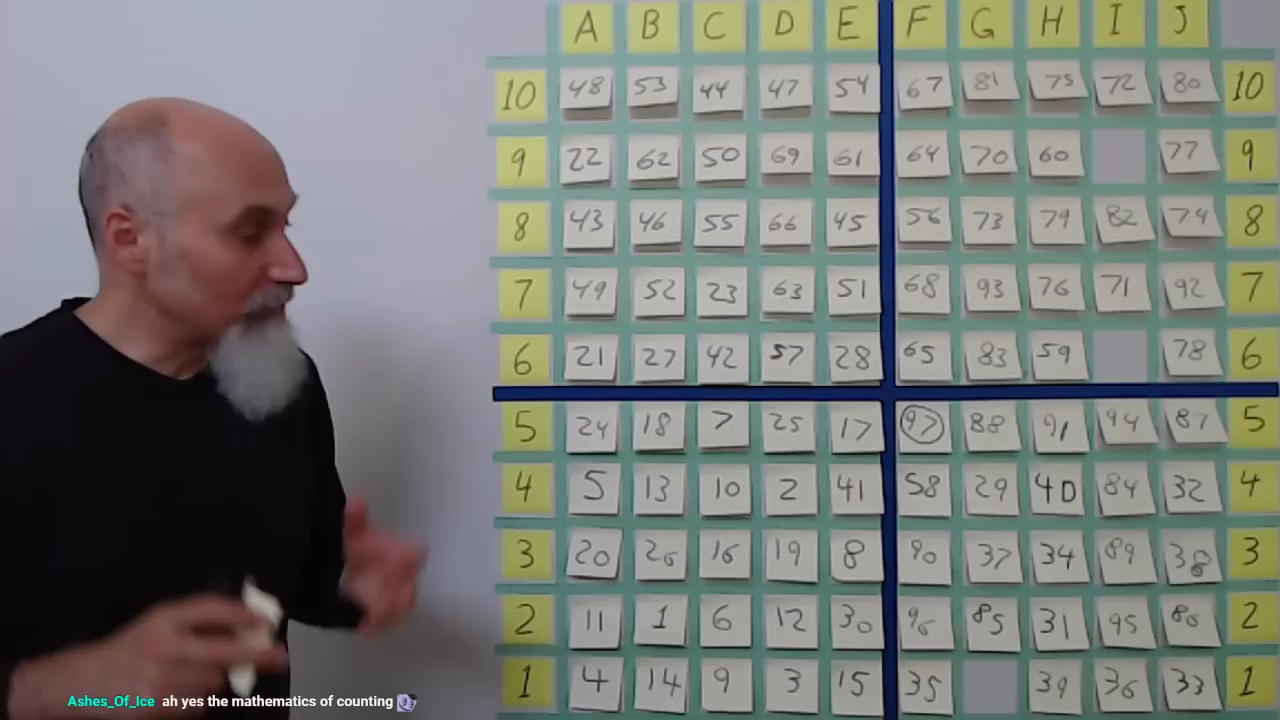 A B C D E F G H I J
10 48 53 44 47 54 67 81 75 72 80 10
9 22 62 50 69 61 64 70 60 77 9
8 43 46 55 66 45 56 73 79 82 74 8
7 49 52 23 63 51 68 93 76 71 92 7
6 21 27 42 57 28 65 83 59 78 6
5 24 18 7 25 17 97 88 91 94 87 5
4 5 13 10 2 41 58 29 40 84 32 4
3 20 26 16 19 8 90 37 34 89 38 3
2 11 1 6 12 30 96 85 31 95 86 2
1 4 14 9 3 15 35 39 36 33 1
Ashes_Of_Ice ah yes the mathematics of counting